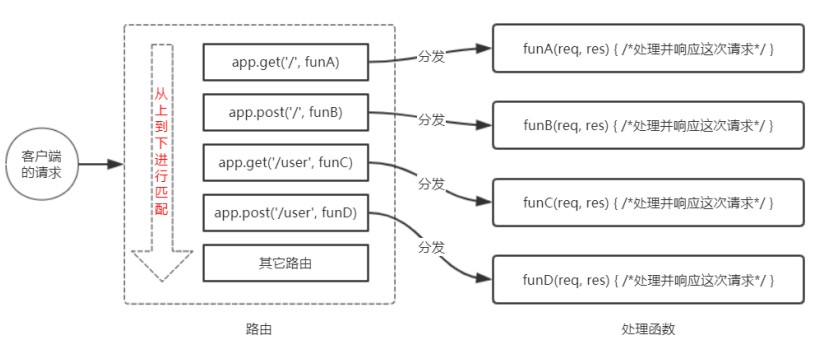 客户端
的请求
从
上
到
下
进
行
匹
配
app.get('/', funA)
app.post('/', funB)
app.get('/user', funC)
app.post('/user', funD)
其它路由
路由
分发
分发
分发
分发
funA(req, res) { /*处理并响应这次请求*/ }
funB(req, res) { /*处理并响应这次请求*/ }
funC(req, res) { /*处理并响应这次请求*/ }
funD(req, res) { /*处理并响应这次请求*/ }
处理函数